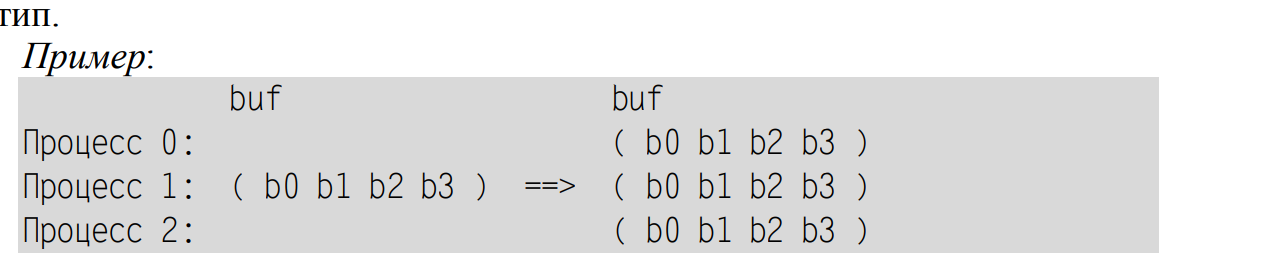 тип.
Пример:
buf buf
Процесс 0: ( b0 b1 b2 b3 )
Процесс 1: ( b0 b1 b2 b3 ) ==> ( b0 b1 b2 b3 )
Процесс 2: ( b0 b1 b2 b3 )